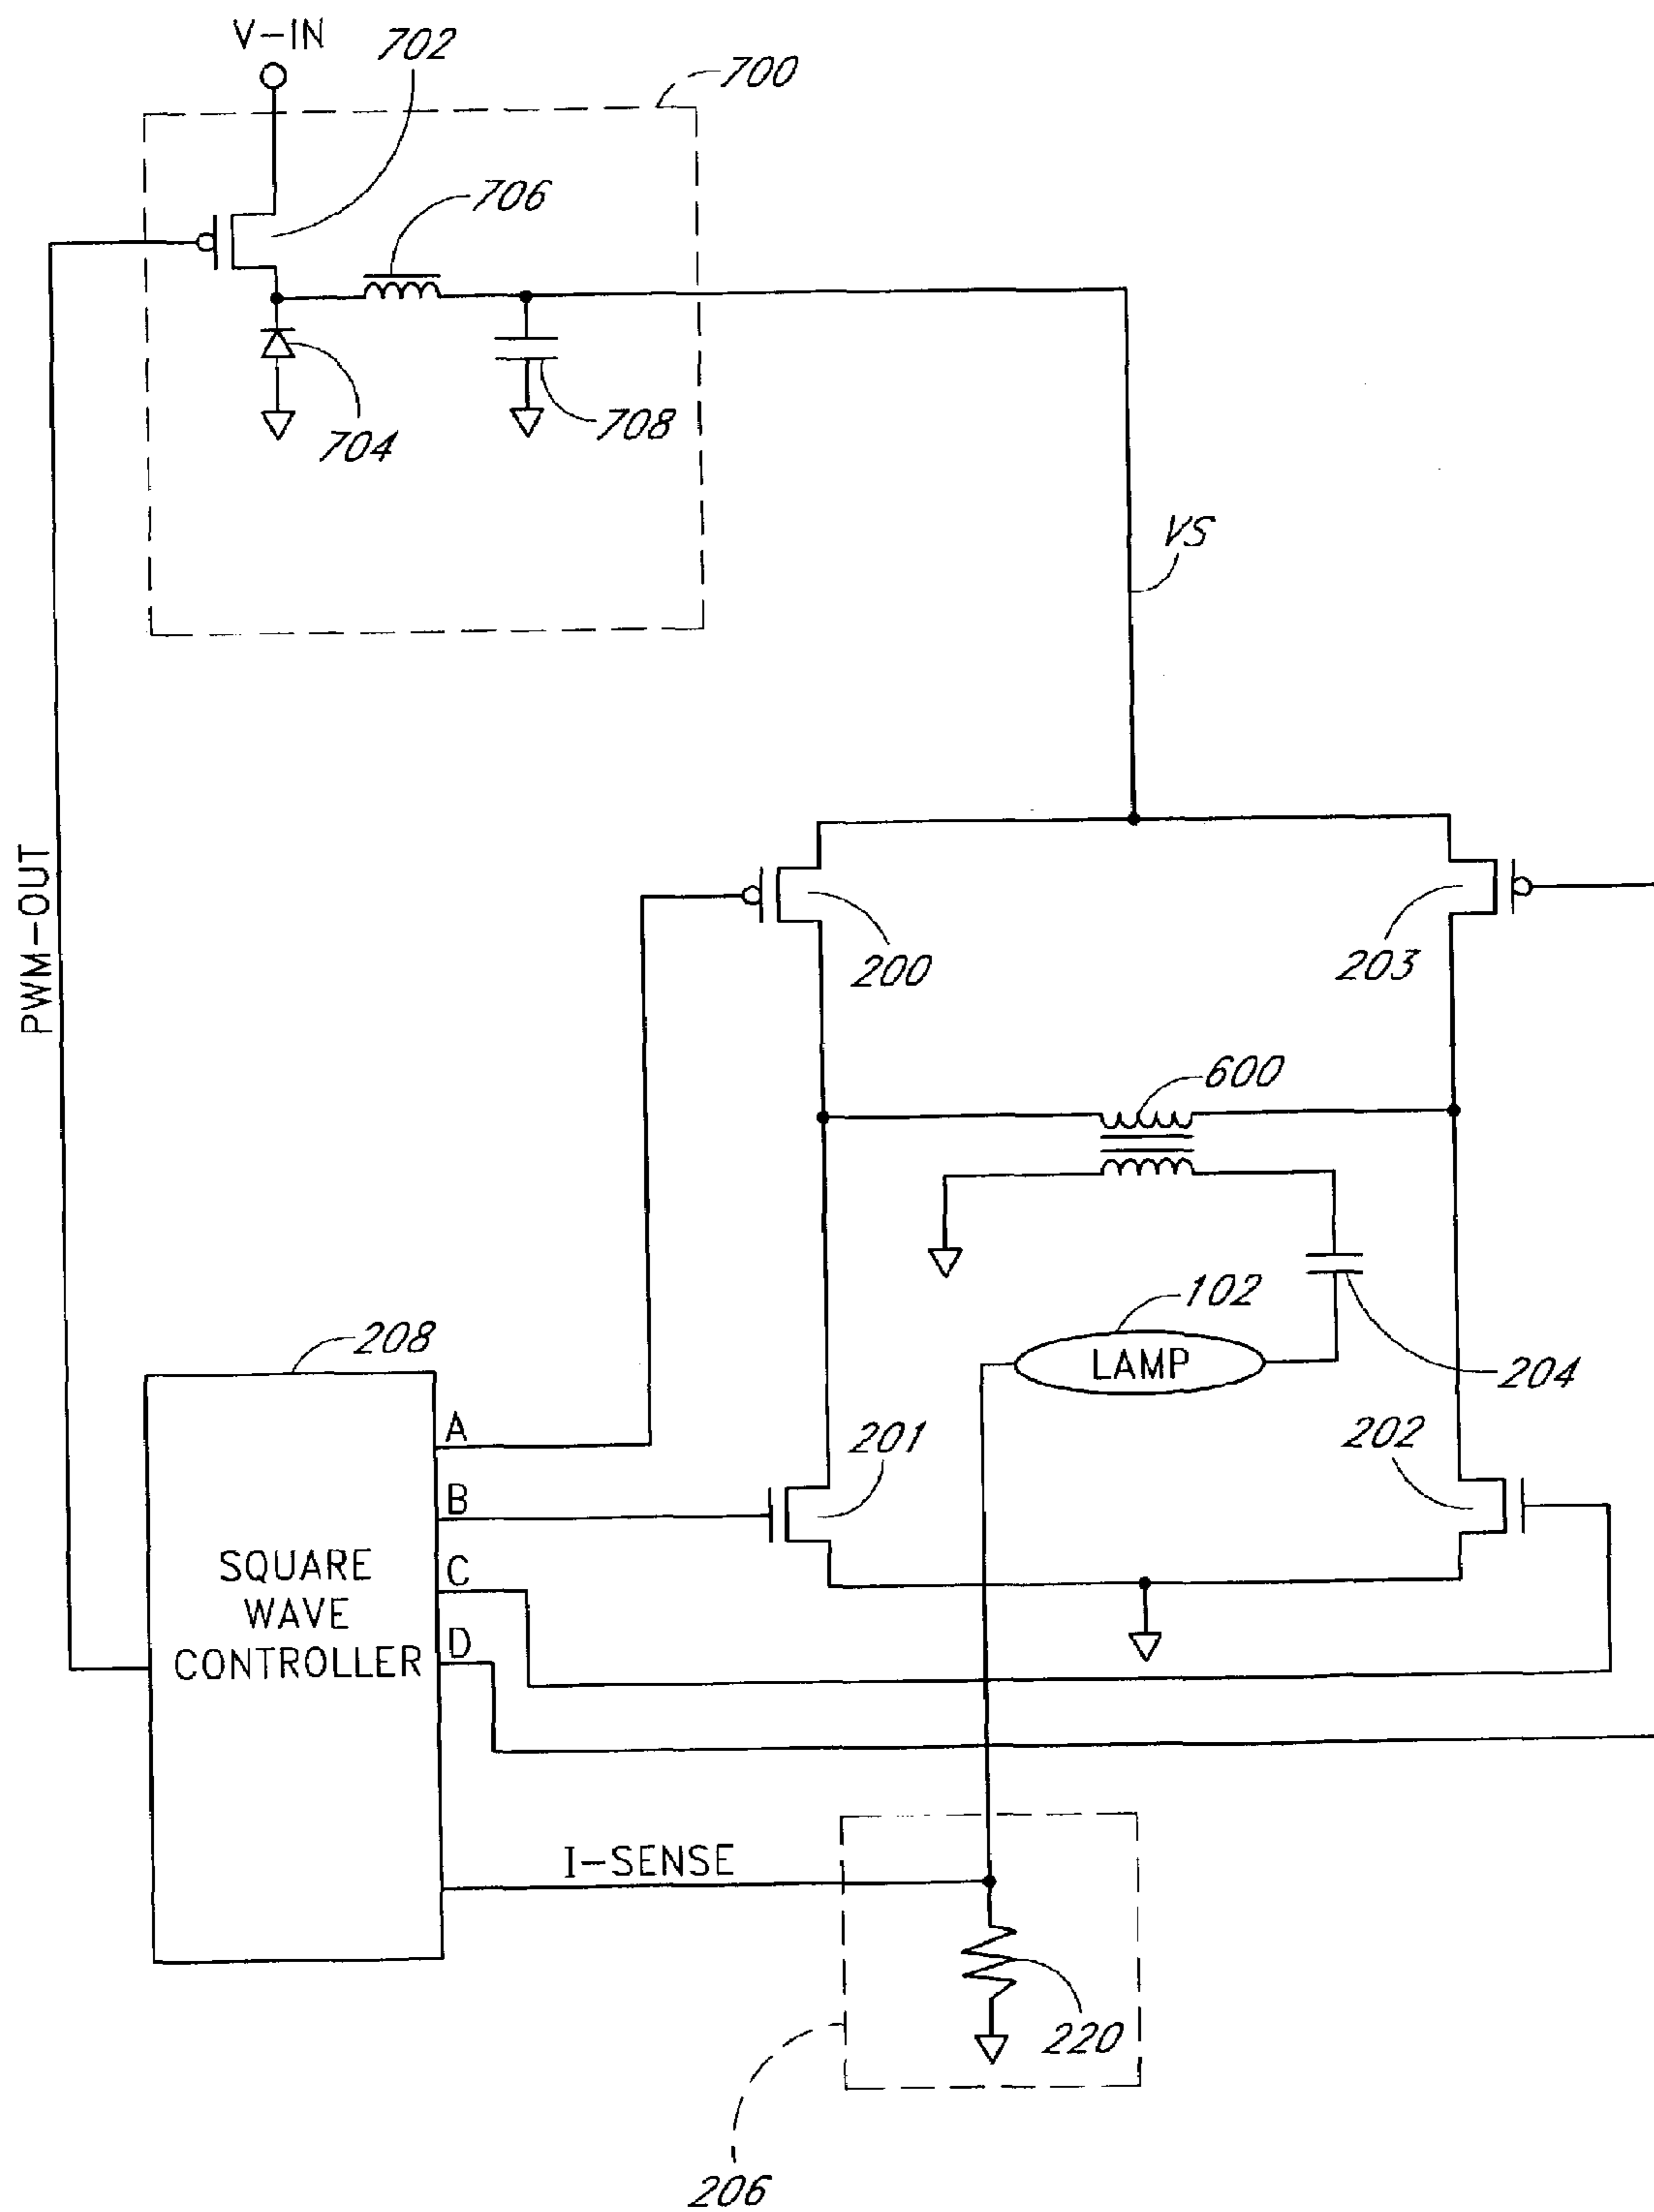 V-IN
702
700
706
704
708
VS
PWM-OUT
200
203
600
102
LAMP
204
208
A
201
202
B
C
SQUARE
WAVE
CONTROLLER
D
I-SENSE
220
206